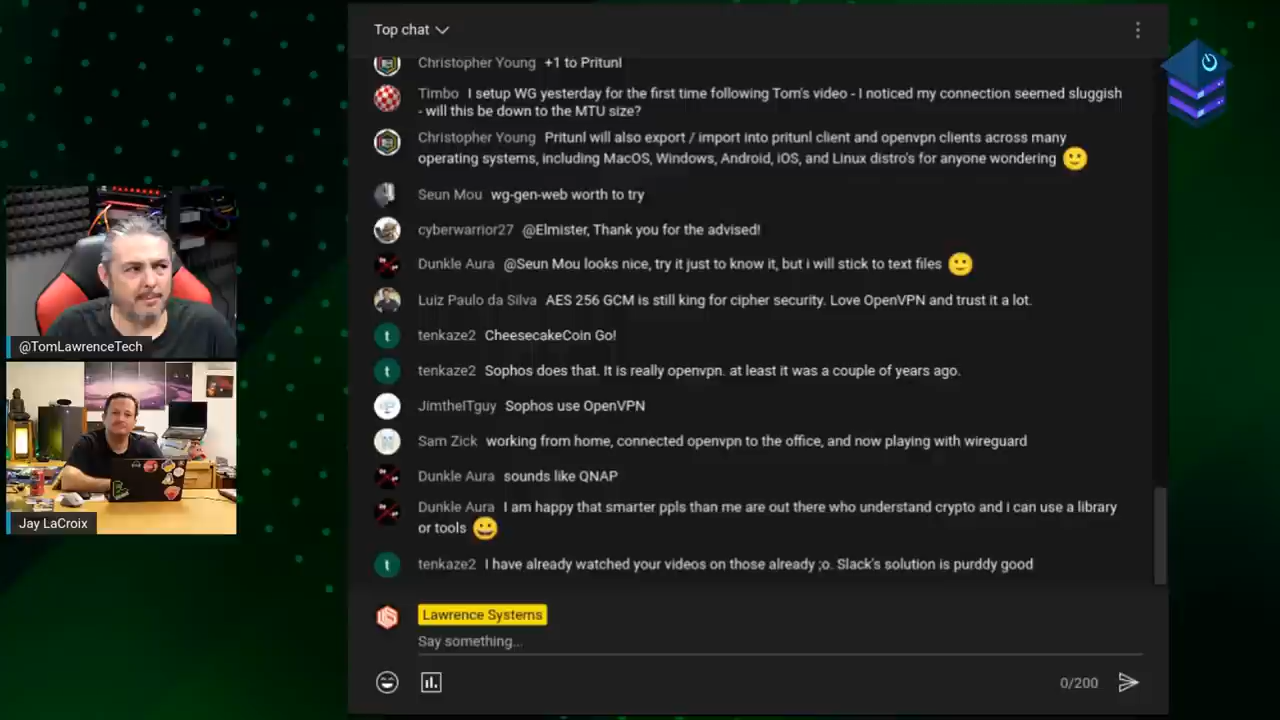 Top chat
Christopher Young +1 to Pritunl
Timbo I setup WG yesterday for the first time following Tom's video - I noticed my connection seemed sluggish
- will this be down to the MTU size?
Christopher Young Pritunl will also export / import into pritunl client and openvpn clients across many
operating systems, including MacOS, Windows, Android, iOS, and Linux distro's for anyone wondering 🙂
Seun Mou wg-gen-web worth to try
cyberwarrior27 @Elmister, Thank you for the advised!
Dunkle Aura @Seun Mou looks nice, try it just to know it, but i will stick to text files 🙂
Luiz Paulo da Silva AES 256 GCM is still king for cipher security. Love OpenVPN and trust it a lot.
t tenkaze2 CheesecakeCoin Go!
t tenkaze2 Sophos does that. It is really openvpn. at least it was a couple of years ago.
JimtheITguy Sophos use OpenVPN
Sam Zick working from home, connected openvpn to the office, and now playing with wireguard
Dunkle Aura sounds like QNAP
Dunkle Aura I am happy that smarter ppls than me are out there who understand crypto and i can use a library
or tools 😀
t tenkaze2 I have already watched your videos on those already ;o. Slack's solution is purddy good
Lawrence Systems
Say something...
0/200
@TomLawrenceTech
Jay LaCroix